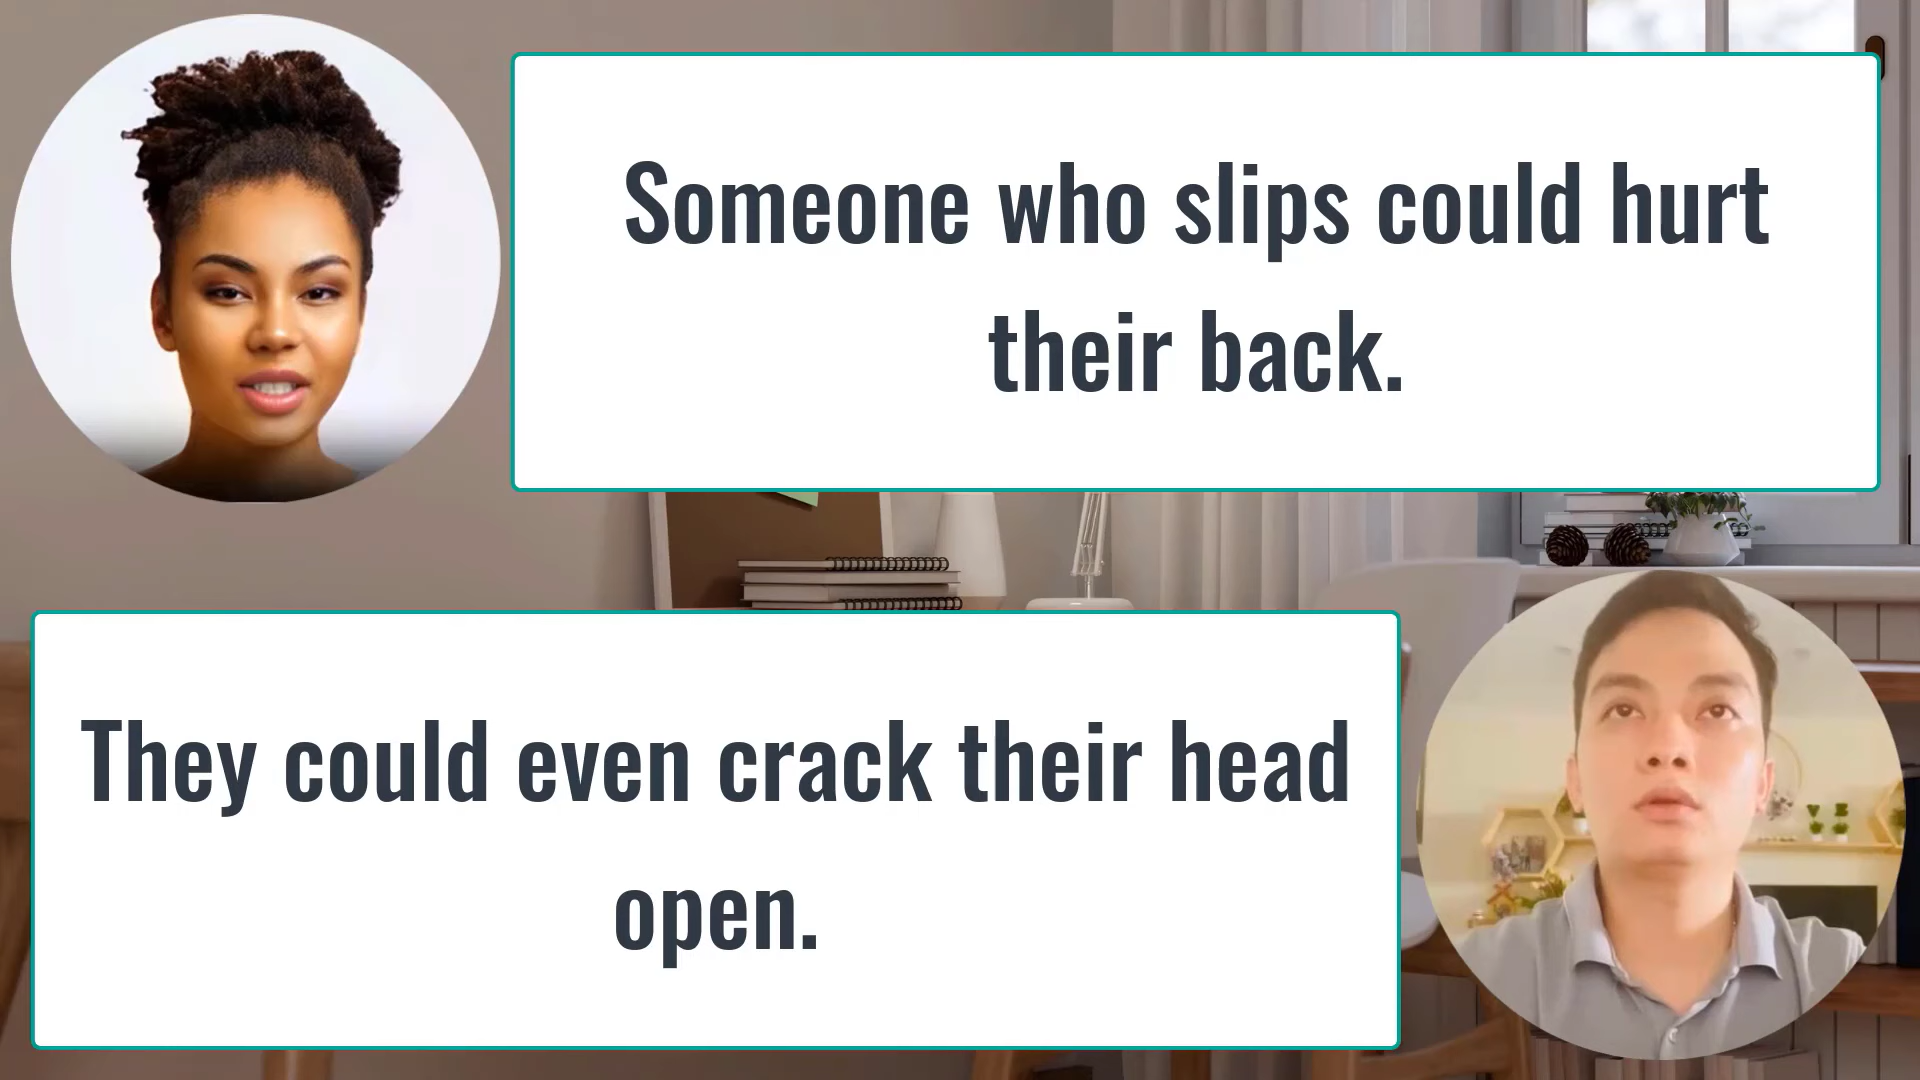 Someone who slips could hurt
their back.
They could even crack their head
open.